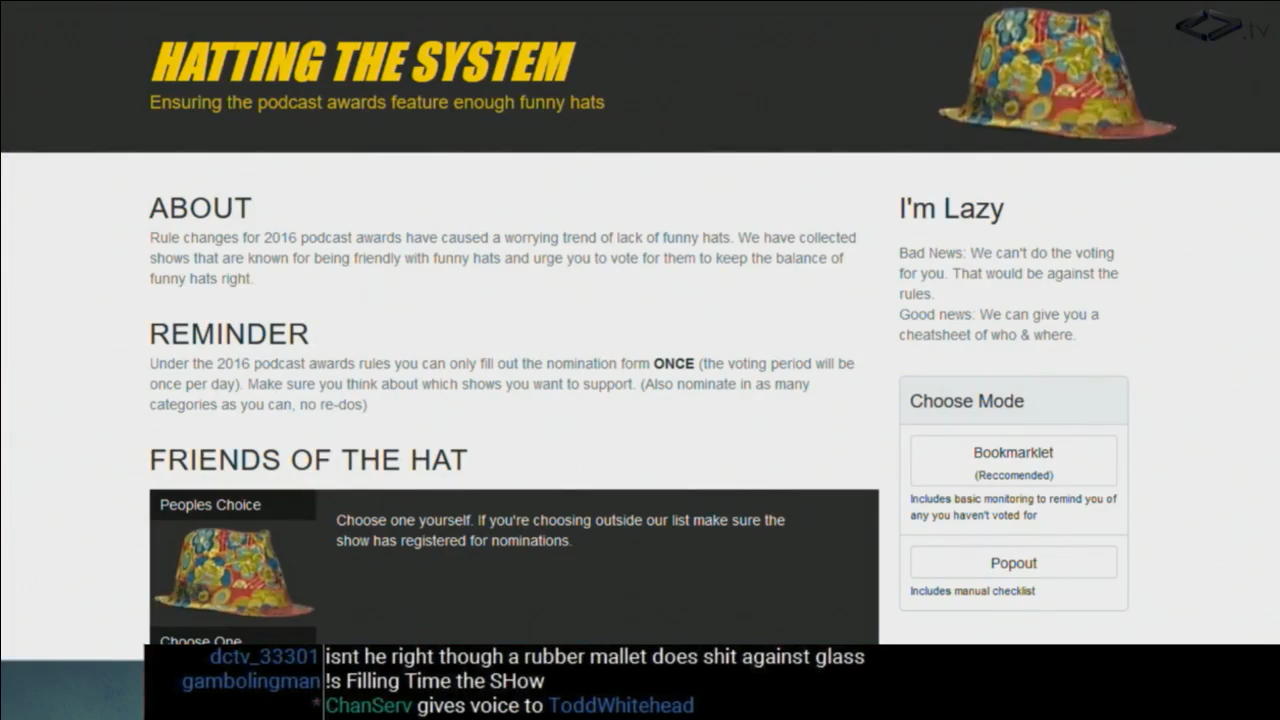 HATTING THE SYSTEM
Ensuring the podcast awards feature enough funny hats
.tv
ABOUT
Rule changes for 2016 podcast awards have caused a worrying trend of lack of funny hats. We have collected
shows that are known for being friendly with funny hats and urge you to vote for them to keep the balance of
funny hats right.
REMINDER
Under the 2016 podcast awards rules you can only fill out the nomination form ONCE (the voting period will be
once per day). Make sure you think about which shows you want to support. (Also nominate in as many
categories as you can, no re-dos)
FRIENDS OF THE HAT
Peoples Choice
Choose one yourself. If you're choosing outside our list make sure the
show has registered for nominations.
Choose One
I'm Lazy
Bad News: We can't do the voting
for you. That would be against the
rules.
Good news: We can give you a
cheatsheet of who & where.
Choose Mode
Bookmarklet
(Reccomended)
Includes basic monitoring to remind you of
any you haven't voted for
Popout
Includes manual checklist
dctv_33301 isnt he right though a rubber mallet does shit against glass
gambolingman !s Filling Time the SHow
* ChanServ gives voice to ToddWhitehead